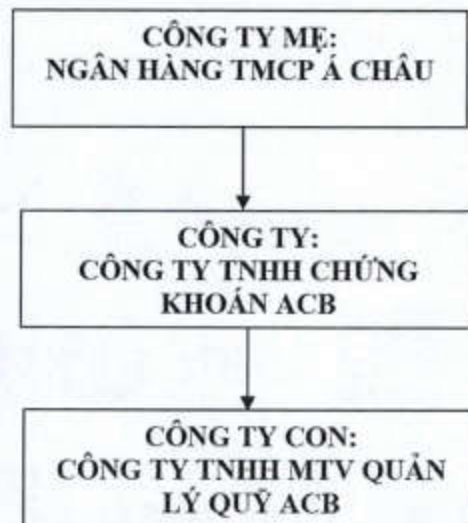 CÔNG TY MẸ:
NGÂN HÀNG TMCP Á CHÂU
CÔNG TY:
CÔNG TY TNHH CHỨNG
KHOÁN ACB
CÔNG TY CON:
CÔNG TY TNHH MTV QUẢN
LÝ QUỸ ACB